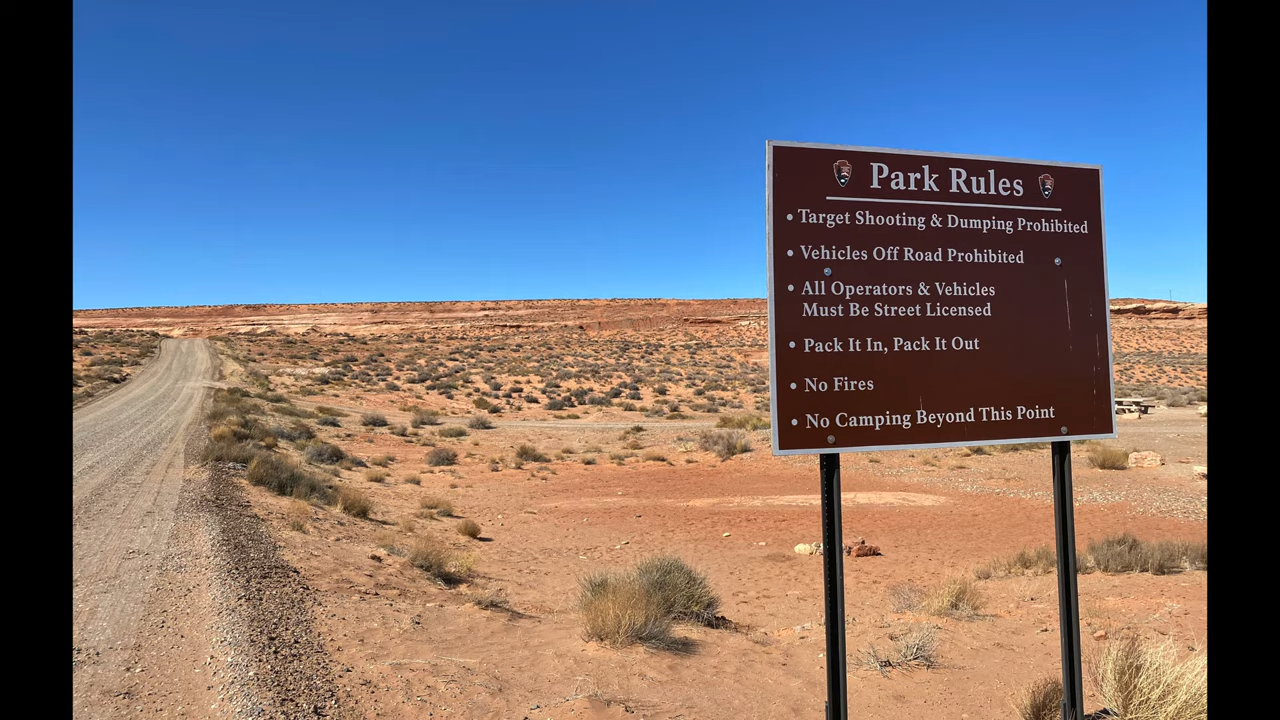 Park Rules
• Target Shooting & Dumping Prohibited
• Vehicles Off Road Prohibited
• All Operators & Vehicles
Must Be Street Licensed
• Pack It In, Pack It Out
• No Fires
• No Camping Beyond This Point